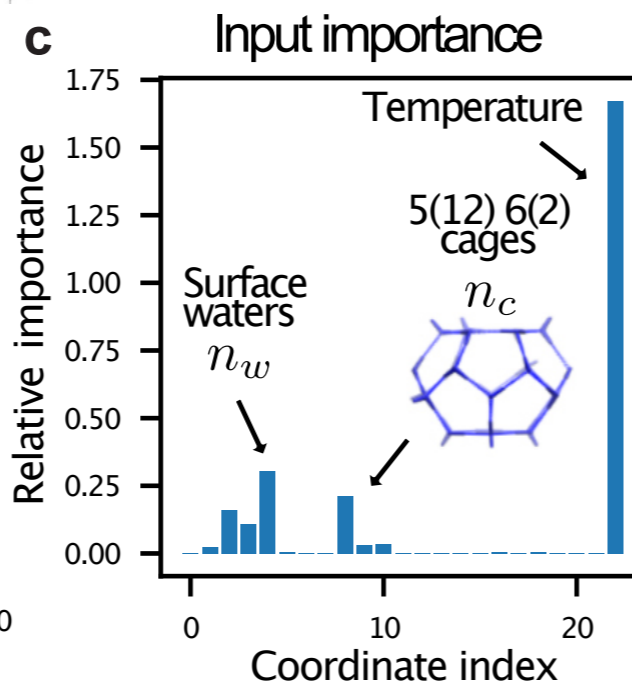 c
Input importance
Relative importance
1.75
1.50
1.25
1.00
0.75
0.50
0.25
0.00
Temperature
5(12) 6(2)
cages
n_c
Surface
waters
n_w
0
0
10
20
Coordinate index